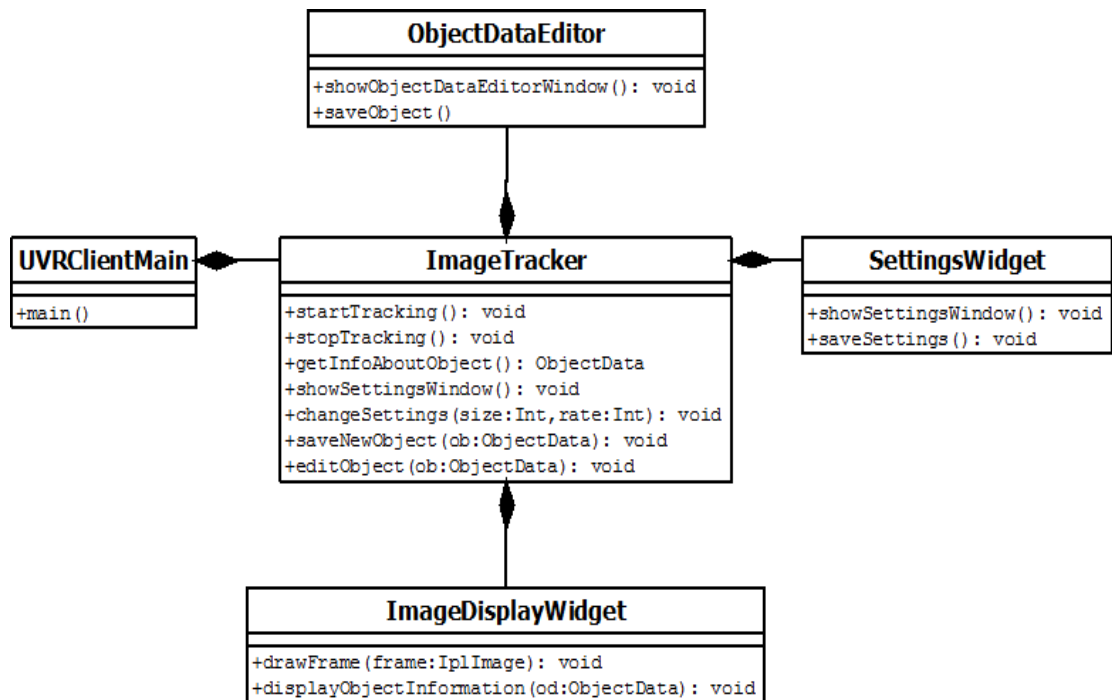 ObjectDataEditor
+showObjectDataEditorWindow(): void
+saveObject()
UVRClientMain
+main()
ImageTracker
+startTracking(): void
+stopTracking(): void
+getInfoAboutObject(): ObjectData
+showSettingsWindow(): void
+changeSettings(size:Int,rate:Int): void
+saveNewObject(ob:ObjectData): void
+editObject(ob:ObjectData): void
SettingsWidget
+showSettingsWindow(): void
+saveSettings(): void
ImageDisplayWidget
+drawFrame(frame:IplImage): void
+displayObjectInformation(od:ObjectData): void